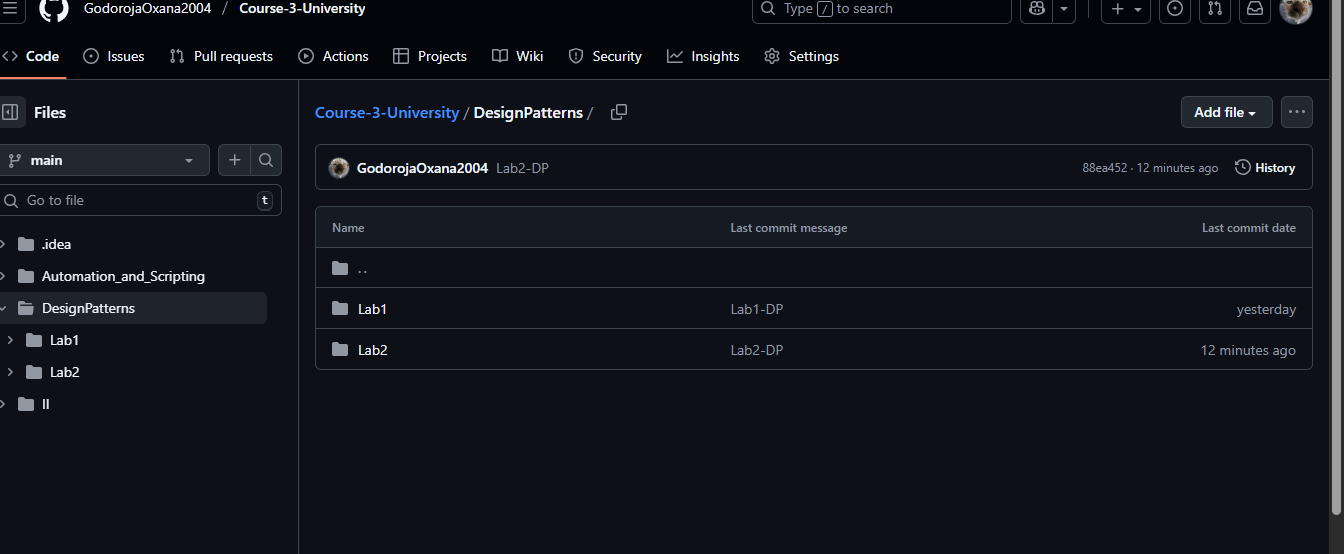 GodorojaOxana2004 / Course-3-University Type / to search
Code Issues Pull requests Actions Projects Wiki Security Insights Settings
Files
Course-3-University / DesignPatterns / Add file
main
GodorojaOxana2004 Lab2-DP 88ea452 · 12 minutes ago History
Go to file t
Name Last commit message Last commit date
.idea
..
Automation_and_Scripting
DesignPatterns
Lab1 Lab1-DP yesterday
Lab1
Lab2 Lab2-DP 12 minutes ago
Lab2